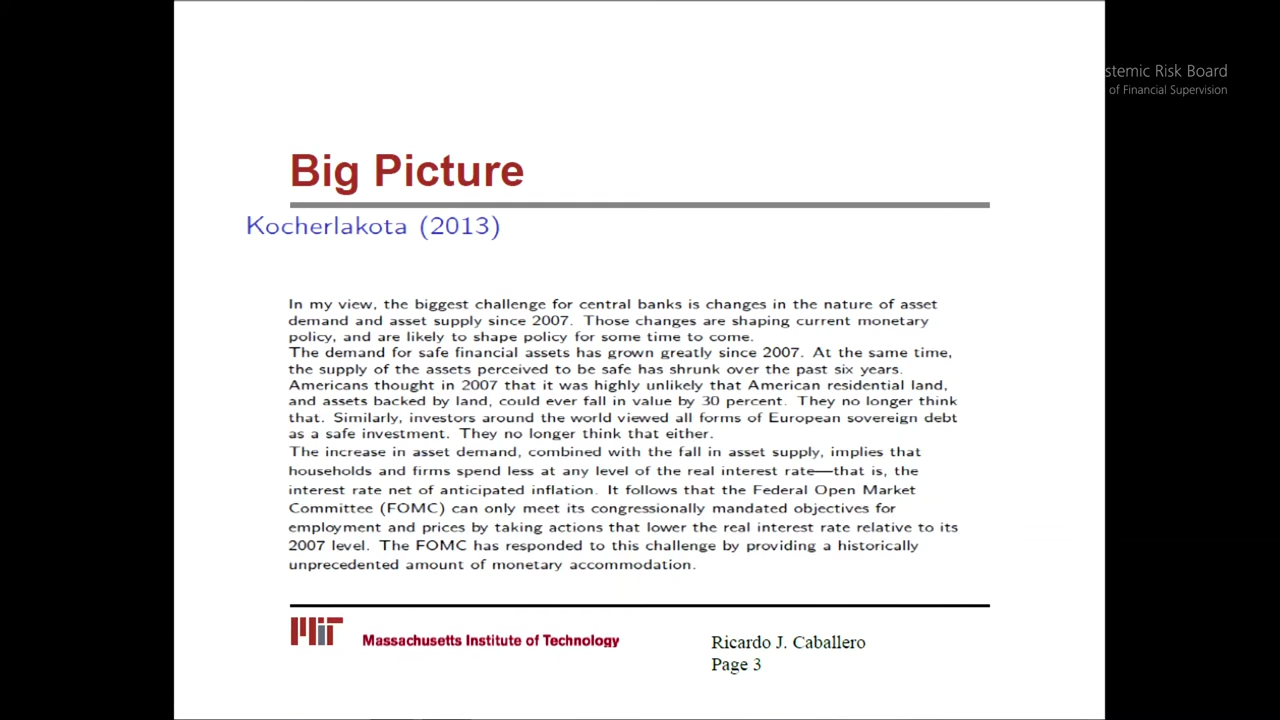 stemic Risk Board
of Financial Supervision
Big Picture
Kocherlakota (2013)
In my view, the biggest challenge for central banks is changes in the nature of asset
demand and asset supply since 2007. Those changes are shaping current monetary
policy, and are likely to shape policy for some time to come.
The demand for safe financial assets has grown greatly since 2007. At the same time,
the supply of the assets perceived to be safe has shrunk over the past six years.
Americans thought in 2007 that it was highly unlikely that American residential land,
and assets backed by land, could ever fall in value by 30 percent. They no longer think
that. Similarly, investors around the world viewed all forms of European sovereign debt
as a safe investment. They no longer think that either.
The increase in asset demand, combined with the fall in asset supply, implies that
households and firms spend less at any level of the real interest rate—that is, the
interest rate net of anticipated inflation. It follows that the Federal Open Market
Committee (FOMC) can only meet its congressionally mandated objectives for
employment and prices by taking actions that lower the real interest rate relative to its
2007 level. The FOMC has responded to this challenge by providing a historically
unprecedented amount of monetary accommodation.
MIT
Massachusetts Institute of Technology
Ricardo J. Caballero
Page 3